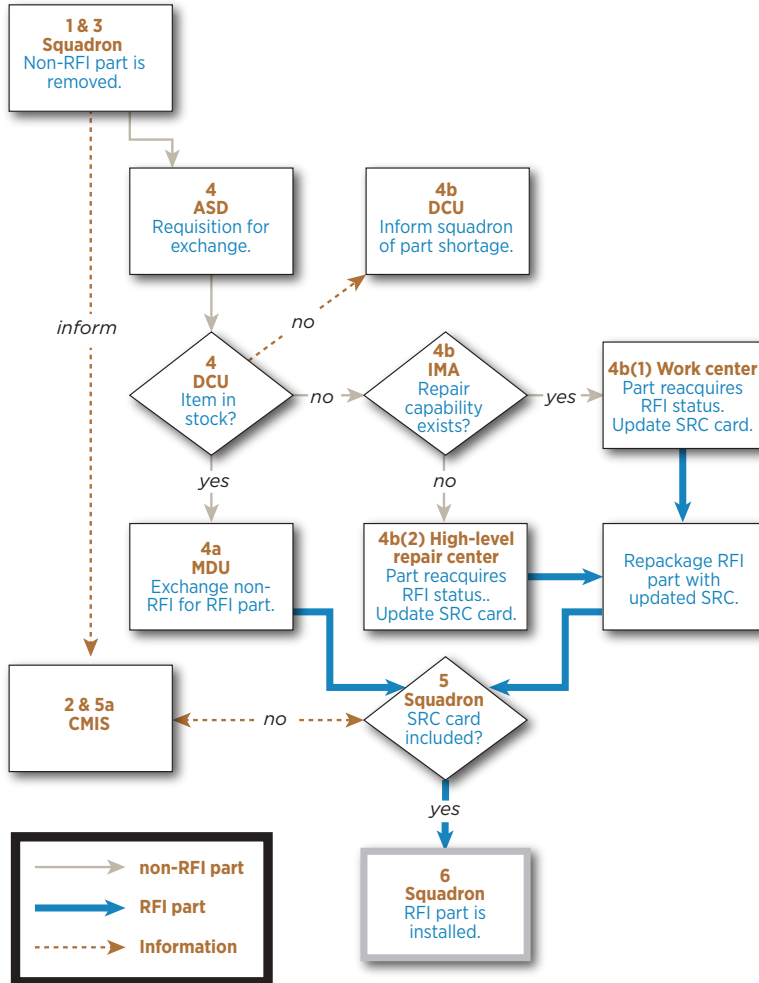 1 & 3
Squadron
Non-RFI part is
removed.
4
ASD
Requisition for
exchange.
4b
DCU
Inform squadron
of part shortage.
inform
no
4
DCU
Item in
stock?
no
4b
IMA
Repair
capability
exists?
yes
4b(1) Work center
Part reacquires
RFI status.
Update SRC card.
yes
no
4a
MDU
Exchange non-
RFI for RFI part.
4b(2) High-level
repair center
Part reacquires
RFI status..
Update SRC card.
Repackage RFI
part with
updated SRC.
2 & 5a
CMIS
no
5
Squadron
SRC card
included?
yes
6
Squadron
RFI part is
installed.
non-RFI part
RFI part
Information